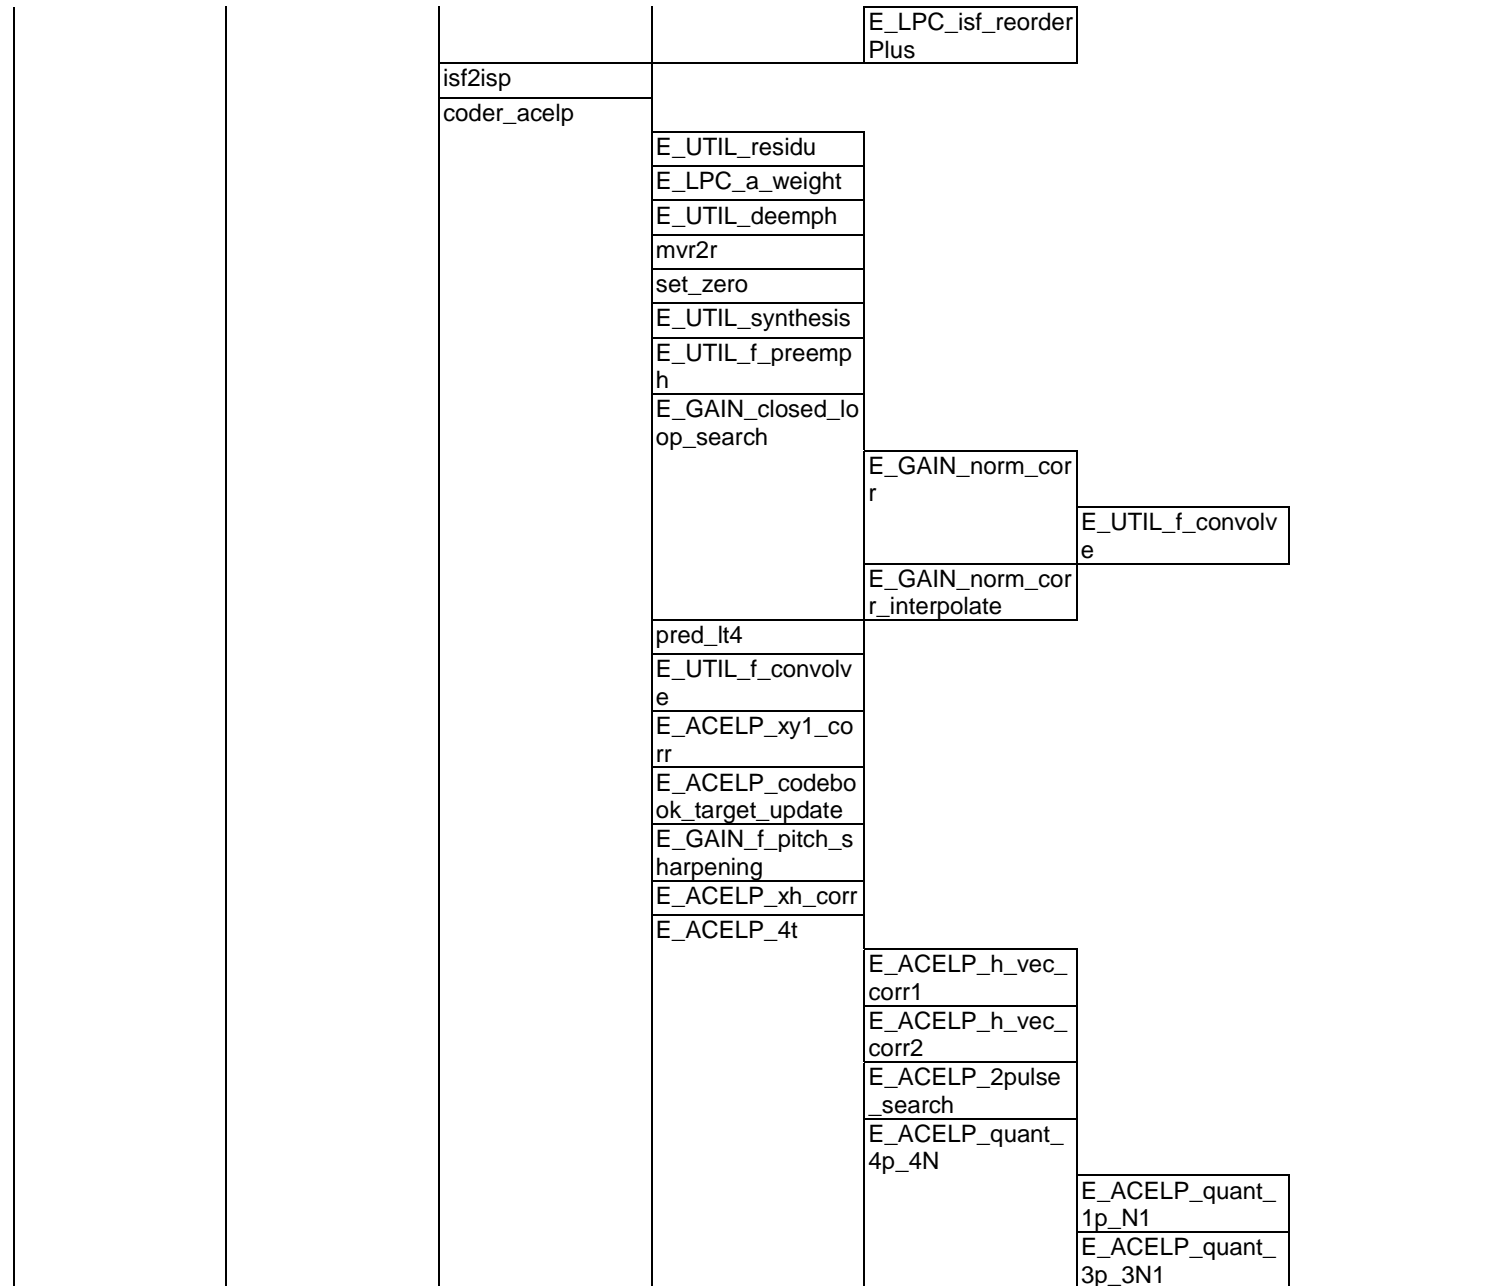 E_LPC_isf_reorder
Plus
isf2isp
coder_acelp
E_UTIL_residu
E_LPC_a_weight
E_UTIL_deemph
mvr2r
set_zero
E_UTIL_synthesis
E_UTIL_f_preemp
h
E_GAIN_closed_lo
op_search
E_GAIN_norm_cor
r
E_UTIL_f_convolv
e
E_GAIN_norm_cor
r_interpolate
pred_lt4
E_UTIL_f_convolv
e
E_ACELP_xy1_co
rr
E_ACELP_codebo
ok_target_update
E_GAIN_f_pitch_s
harpening
E_ACELP_xh_corr
E_ACELP_4t
E_ACELP_h_vec_
corr1
E_ACELP_h_vec_
corr2
E_ACELP_2pulse
_search
E_ACELP_quant_
4p_4N
E_ACELP_quant_
1p_N1
E_ACELP_quant_
3p_3N1